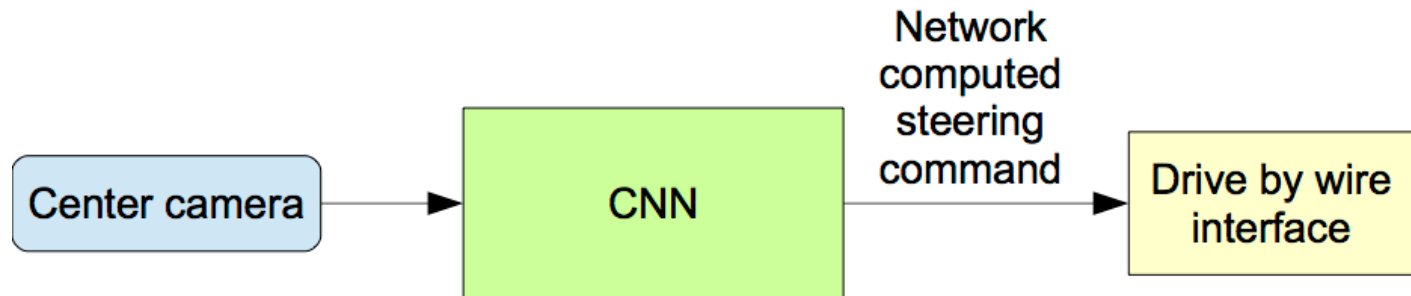 Center camera
CNN
Network
computed
steering
command
Drive by wire
interface